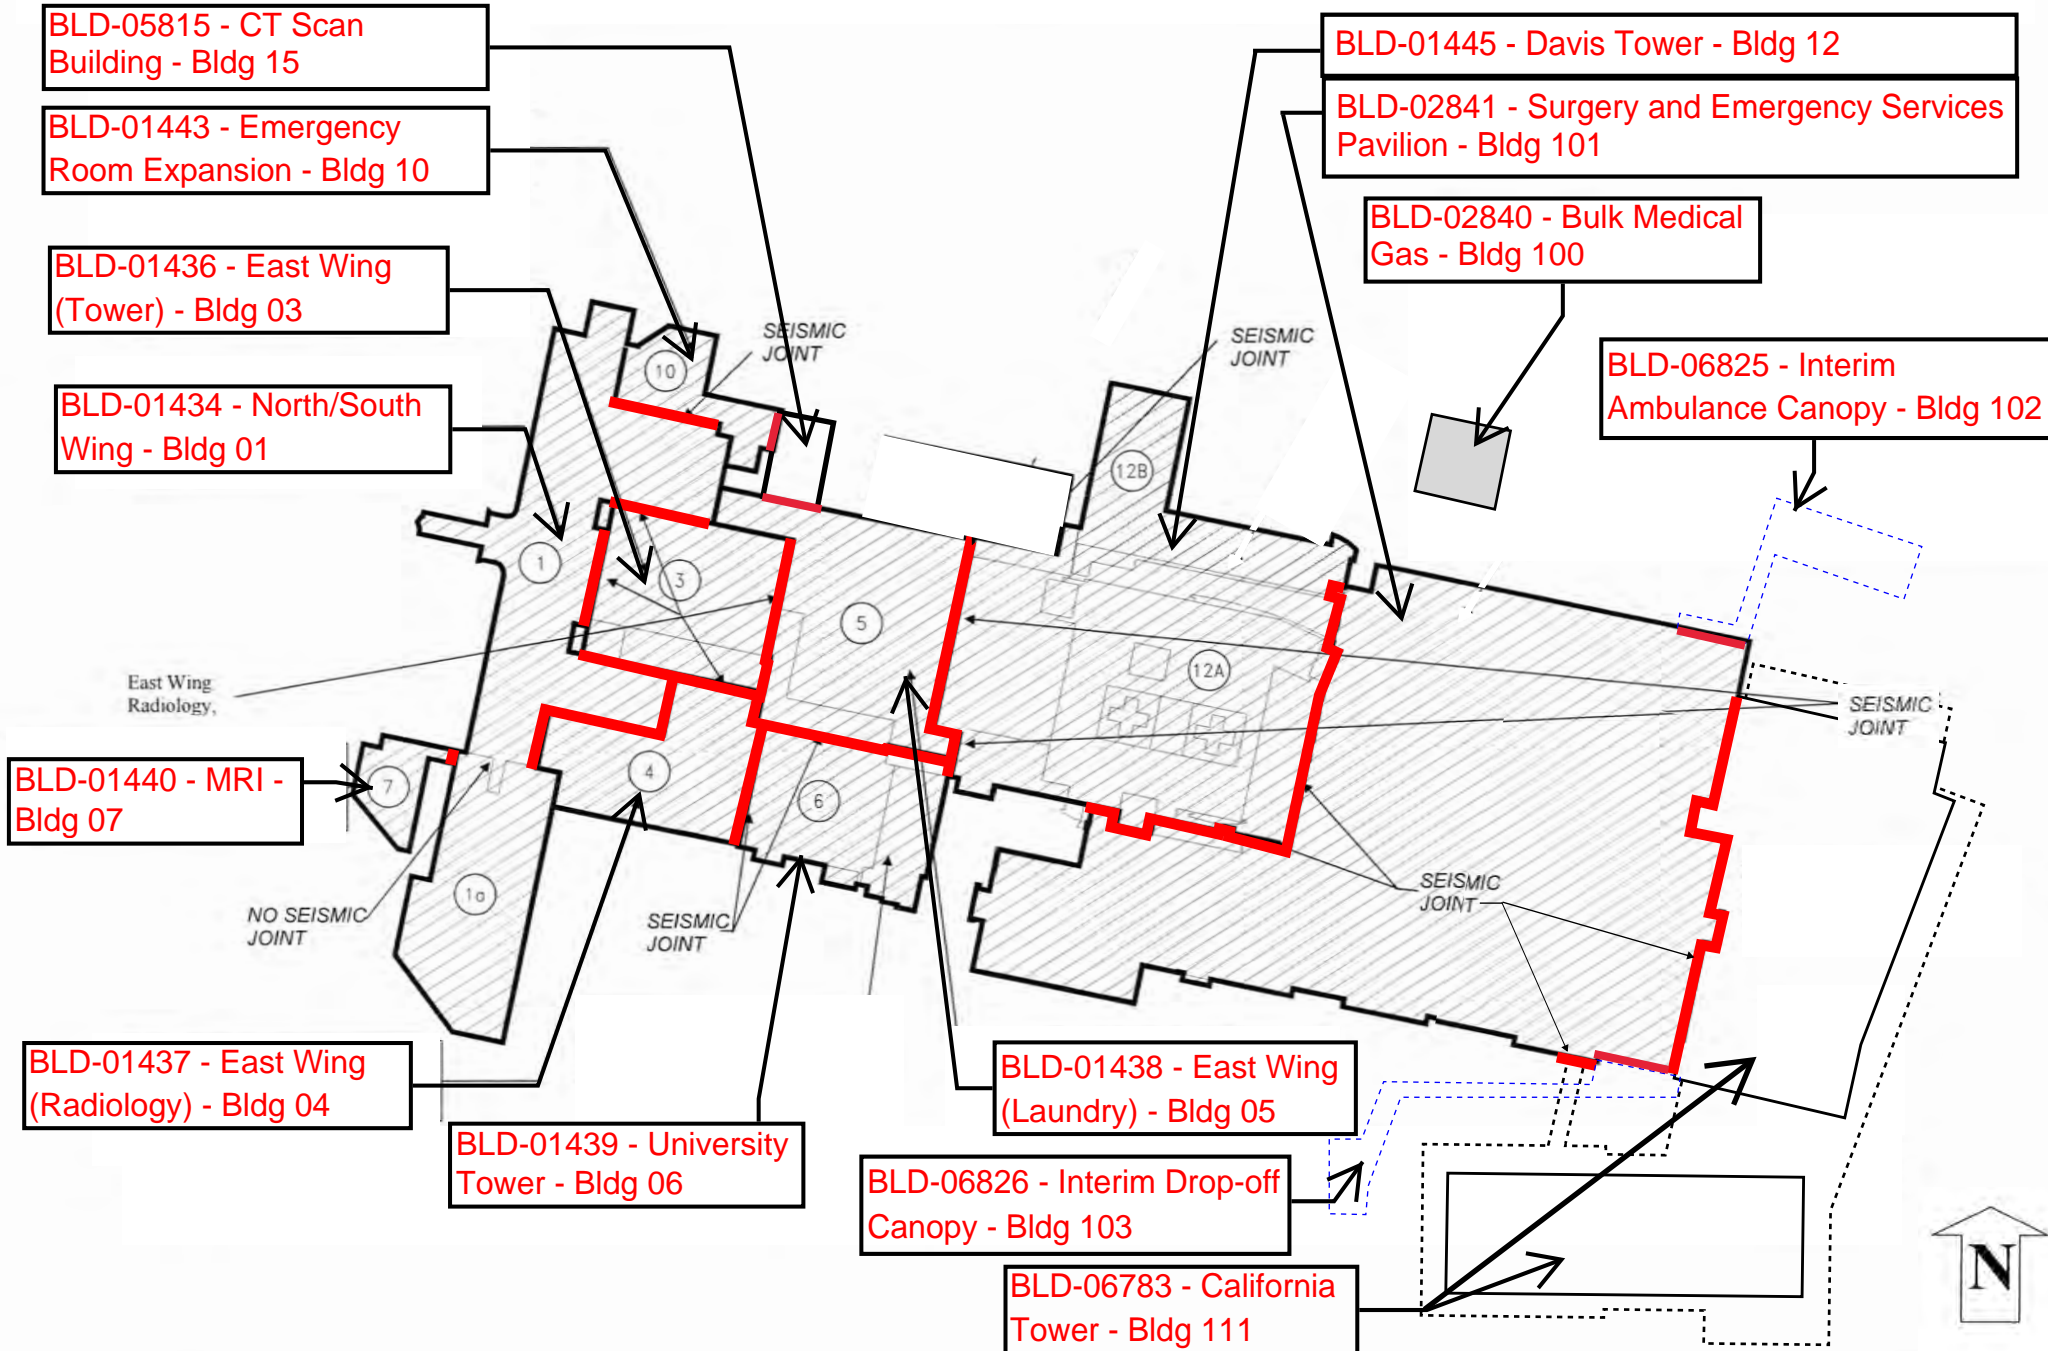 BLD-05815 - CT Scan
Building - Bldg 15
BLD-01443 - Emergency
Room Expansion - Bldg 10
BLD-01436 - East Wing
(Tower) - Bldg 03
BLD-01434 - North/South
Wing - Bldg 01
BLD-01445 - Davis Tower - Bldg 12
BLD-02841 - Surgery and Emergency Services
Pavilion - Bldg 101
BLD-02840 - Bulk Medical
Gas - Bldg 100
BLD-06825 - Interim
Ambulance Canopy - Bldg 102
SEISMIC
JOINT
SEISMIC
JOINT
10
12B
1
3
5
12A
East Wing
Radiology,
SEISMIC
JOINT
BLD-01440 - MRI -
Bldg 07
7
4
6
1a
SEISMIC
JOINT
NO SEISMIC
JOINT
SEISMIC
JOINT
BLD-01437 - East Wing
(Radiology) - Bldg 04
BLD-01438 - East Wing
(Laundry) - Bldg 05
BLD-01439 - University
Tower - Bldg 06
BLD-06826 - Interim Drop-off
Canopy - Bldg 103
BLD-06783 - California
Tower - Bldg 111
N